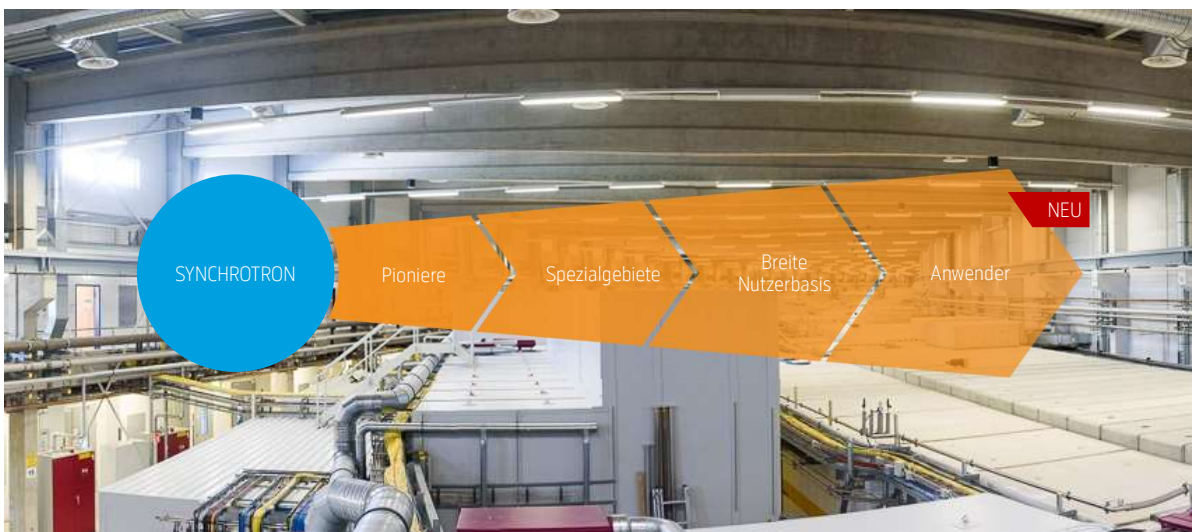 SYNCHROTRON
Pioniere
Spezialgebiete
Breite
Nutzerbasis
Anwender
NEU